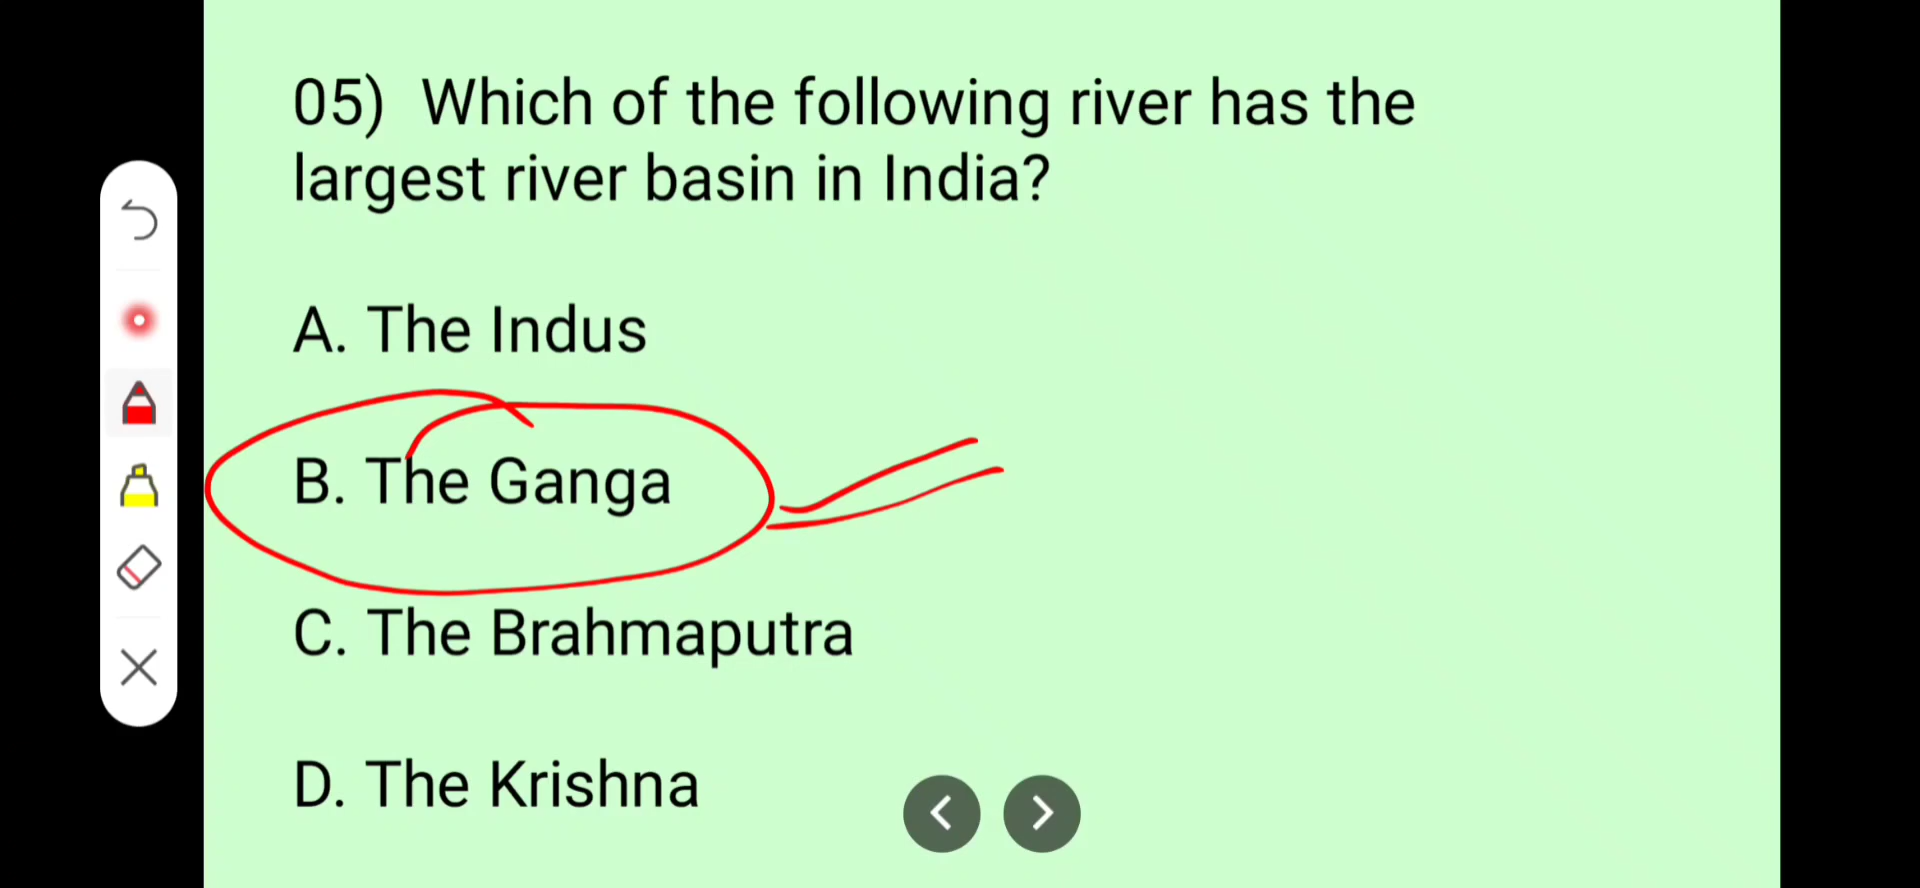 05) Which of the following river has the
largest river basin in India?
A. The Indus
B. The Ganga
C. The Brahmaputra
D. The Krishna